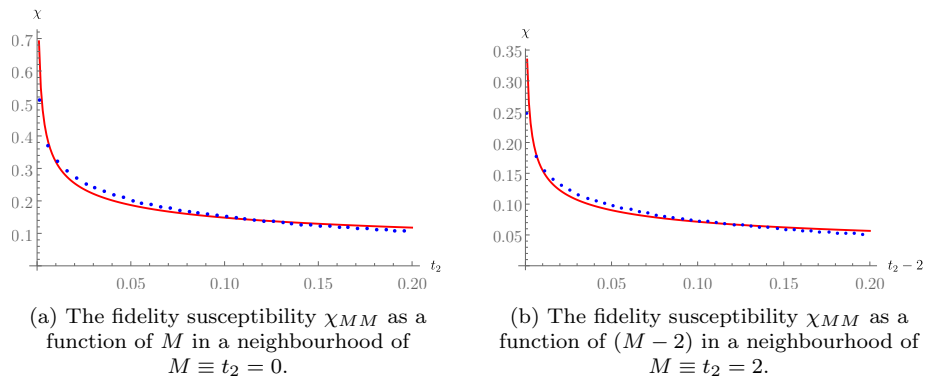 χ
0.7
0.6
0.5
0.4
0.3
0.2
0.1
0.05
0.10
0.15
0.20
t₂
(a) The fidelity susceptibility χ_MM as a
function of M in a neighbourhood of
M ≡ t₂ = 0.
χ
0.35
0.30
0.25
0.20
0.15
0.10
0.05
0.05
0.10
0.15
0.20
t₂ − 2
(b) The fidelity susceptibility χ_MM as a
function of (M − 2) in a neighbourhood of
M ≡ t₂ = 2.